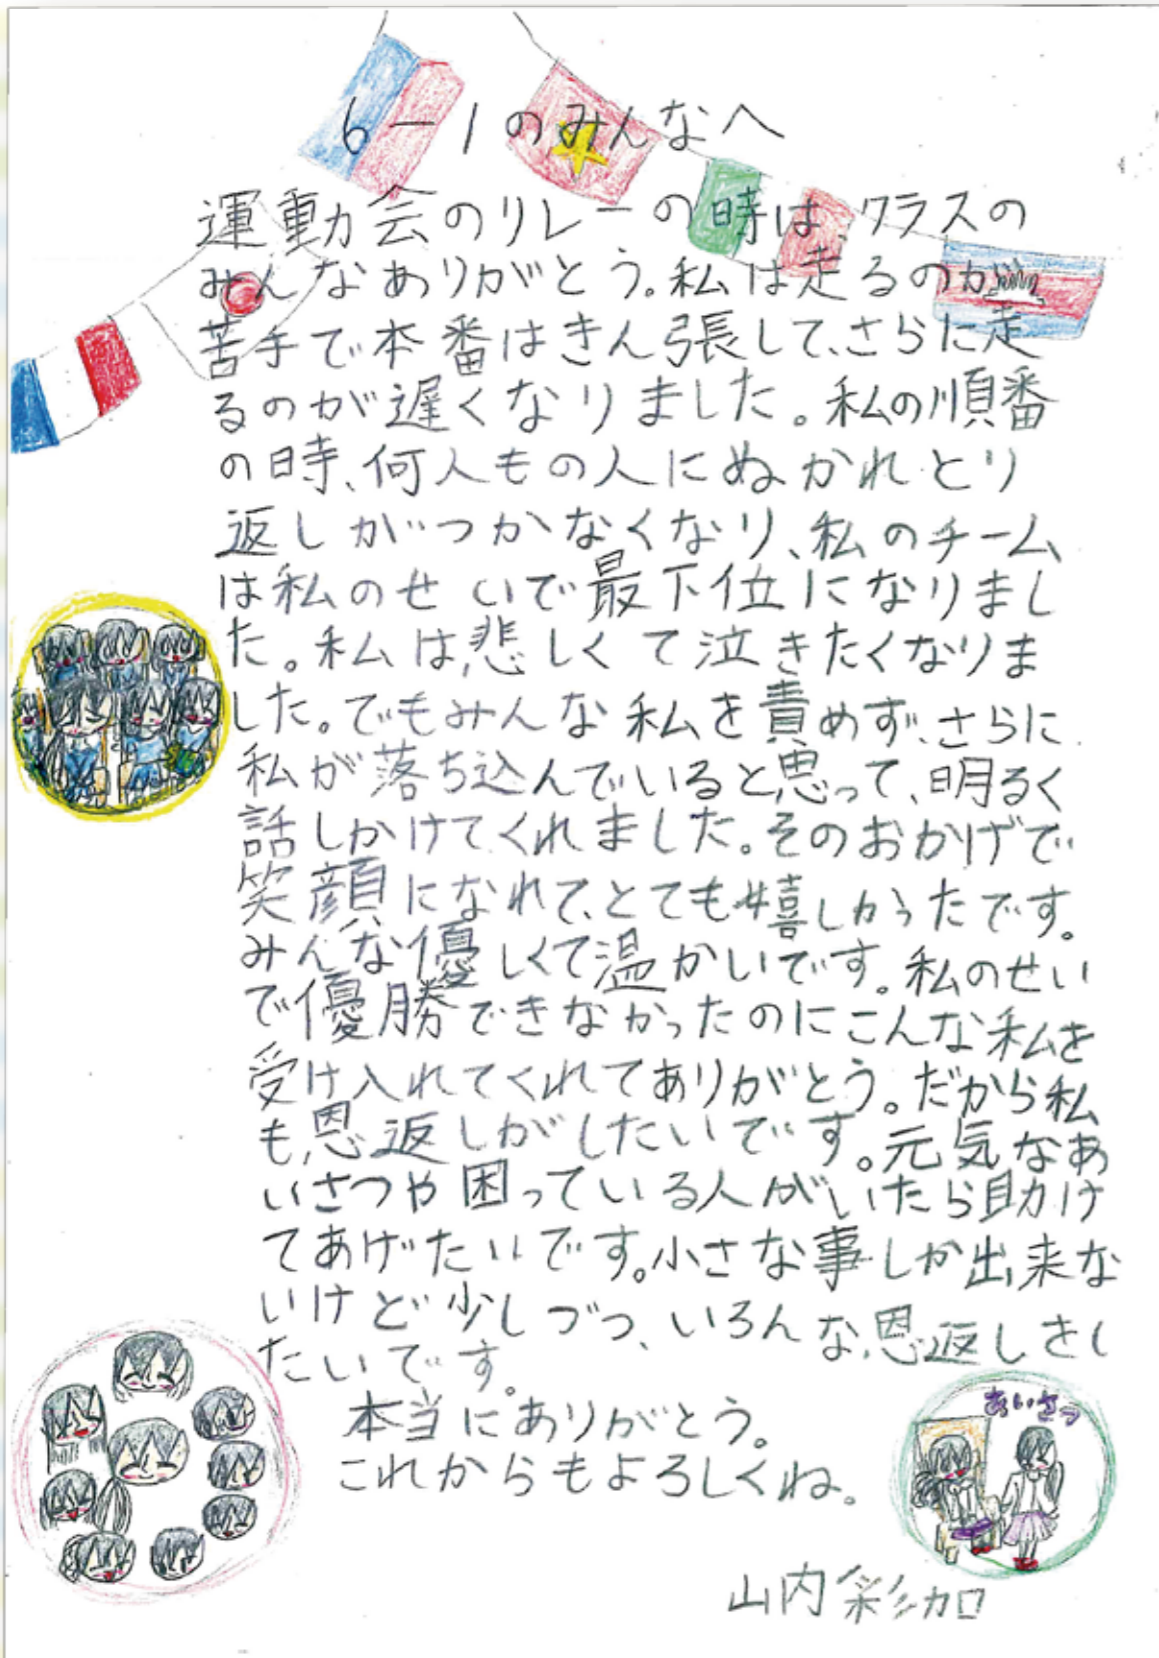 6-1のみんなへ
運動会のリレーの時は、クラスの
みんなありがとう。私は走るのが
苦手で本番はきん張して、さらに走
るのが遅くなりました。私の順番
の時、何人もの人にぬかれとり
返しがつかなくなり、私のチーム
は私のせいで最下位になりまし
た。私は、悲しくて泣きたくなりま
した。でもみんな私を責めず、さらに
私が落ち込んでいると思って、明るく
話しかけてくれました。そのおかげで
笑顔になれて、とても嬉しかったです。
みんな優しくて温かいです。私のせい
で優勝できなかったのにこんな私を
受け入れてくれてありがとう。だから私
も、恩返しがしたいです。元気なあ
いさつや困っている人がいたら助け
てあげたいです。小さな事しか出来な
いけど少しづつ、いろんな恩返しきし
たいです。
本当にありがとう。
これからもよろしくね。
あいさつ
山内彩加